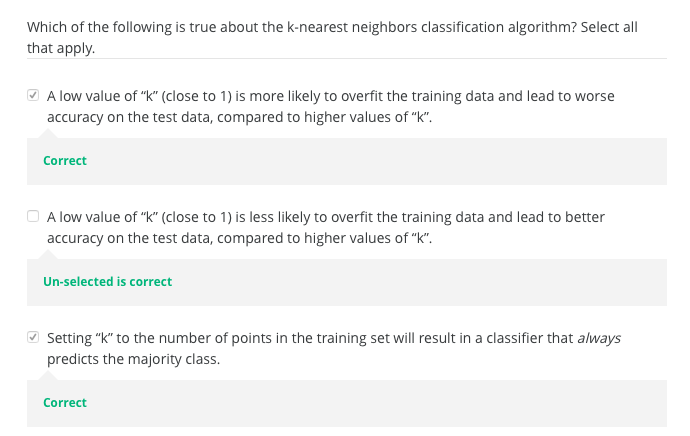 Which of the following is true about the k-nearest neighbors classification algorithm? Select all
that apply.
A low value of “k” (close to 1) is more likely to overfit the training data and lead to worse
accuracy on the test data, compared to higher values of “k”.
Correct
A low value of “k” (close to 1) is less likely to overfit the training data and lead to better
accuracy on the test data, compared to higher values of “k”.
Un-selected is correct
Setting “k” to the number of points in the training set will result in a classifier that always
predicts the majority class.
Correct